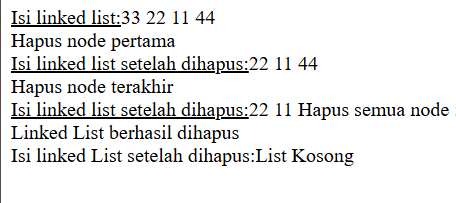 Isi linked list:33 22 11 44
Hapus node pertama
Isi linked list setelah dihapus:22 11 44
Hapus node terakhir
Isi linked list setelah dihapus:22 11 Hapus semua node
Linked List berhasil dihapus
Isi linked List setelah dihapus:List Kosong